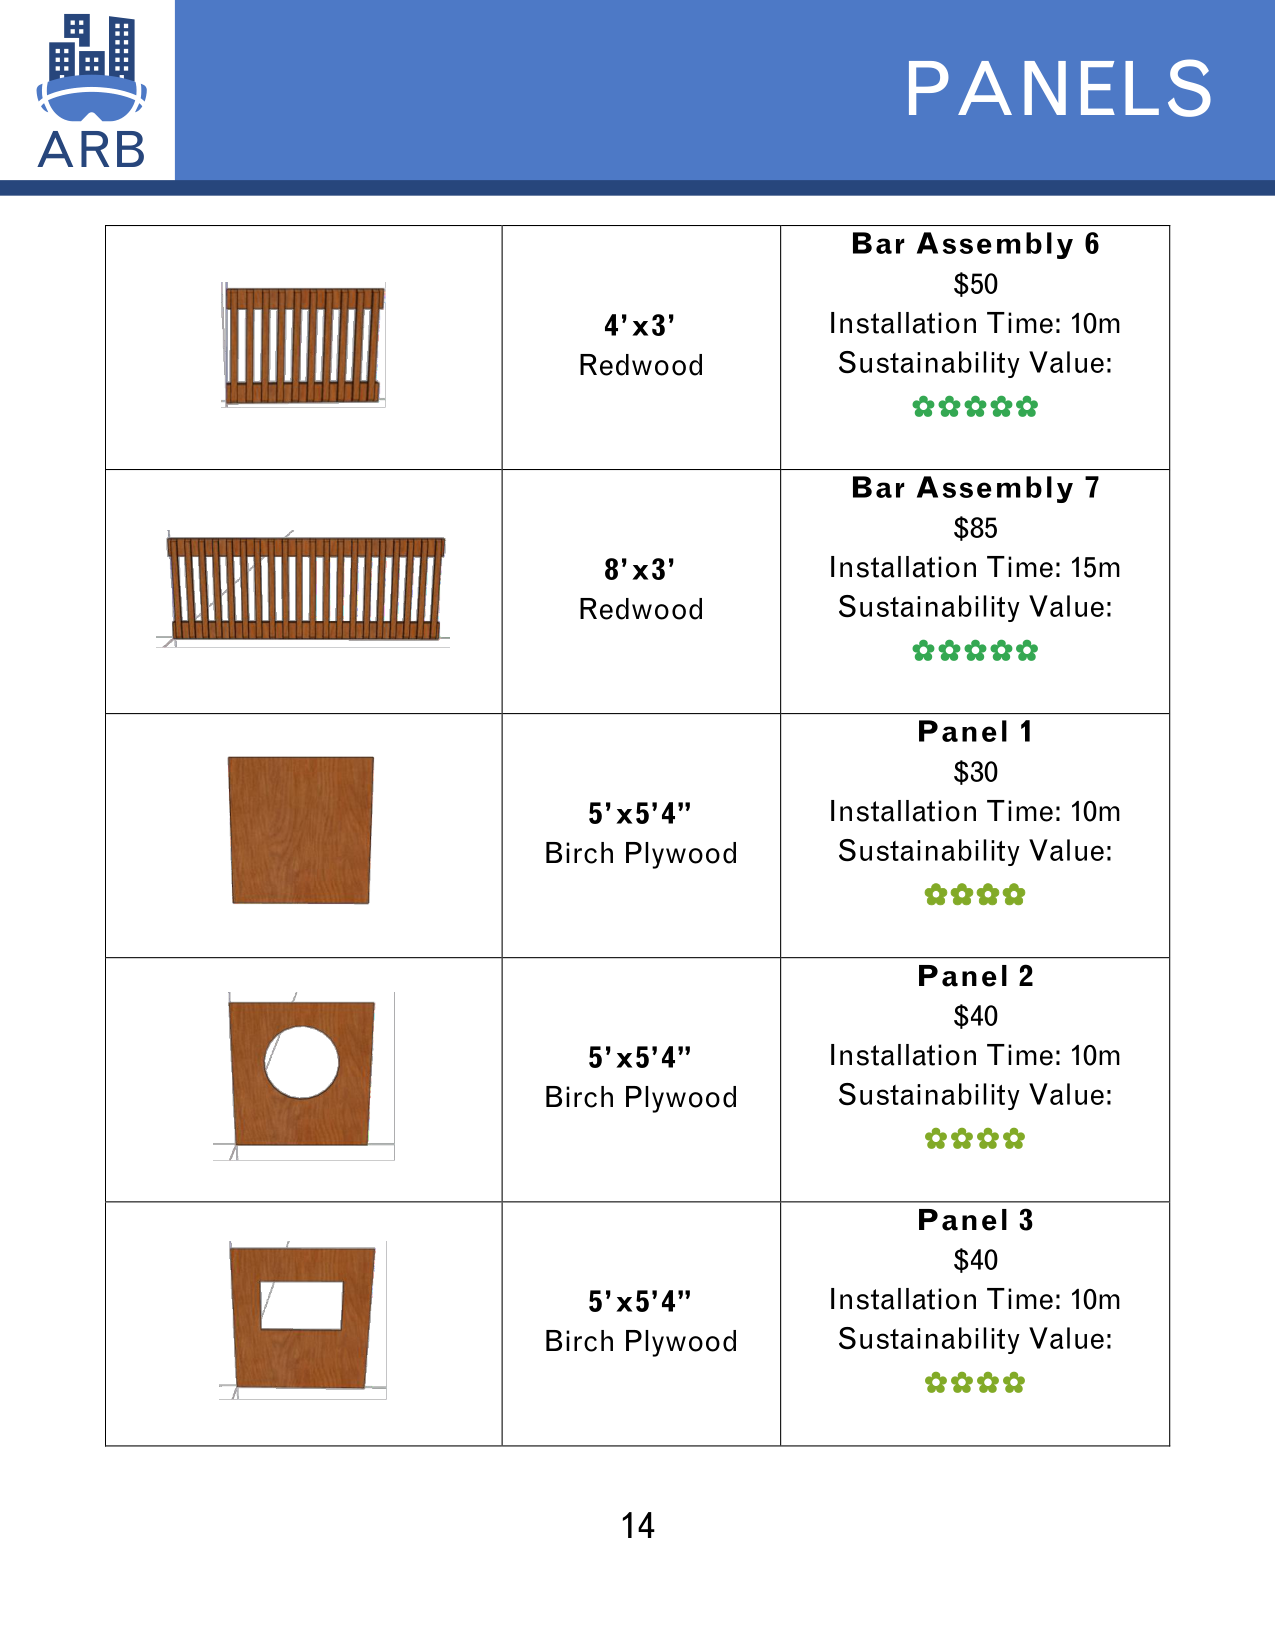 ARB
PANELS
4’x3’
Redwood
Bar Assembly 6
$50
Installation Time: 10m
Sustainability Value:
✿✿✿✿✿
8’x3’
Redwood
Bar Assembly 7
$85
Installation Time: 15m
Sustainability Value:
✿✿✿✿✿
5’x5’4”
Birch Plywood
Panel 1
$30
Installation Time: 10m
Sustainability Value:
✿✿✿✿
5’x5’4”
Birch Plywood
Panel 2
$40
Installation Time: 10m
Sustainability Value:
✿✿✿✿
5’x5’4”
Birch Plywood
Panel 3
$40
Installation Time: 10m
Sustainability Value:
✿✿✿✿
14